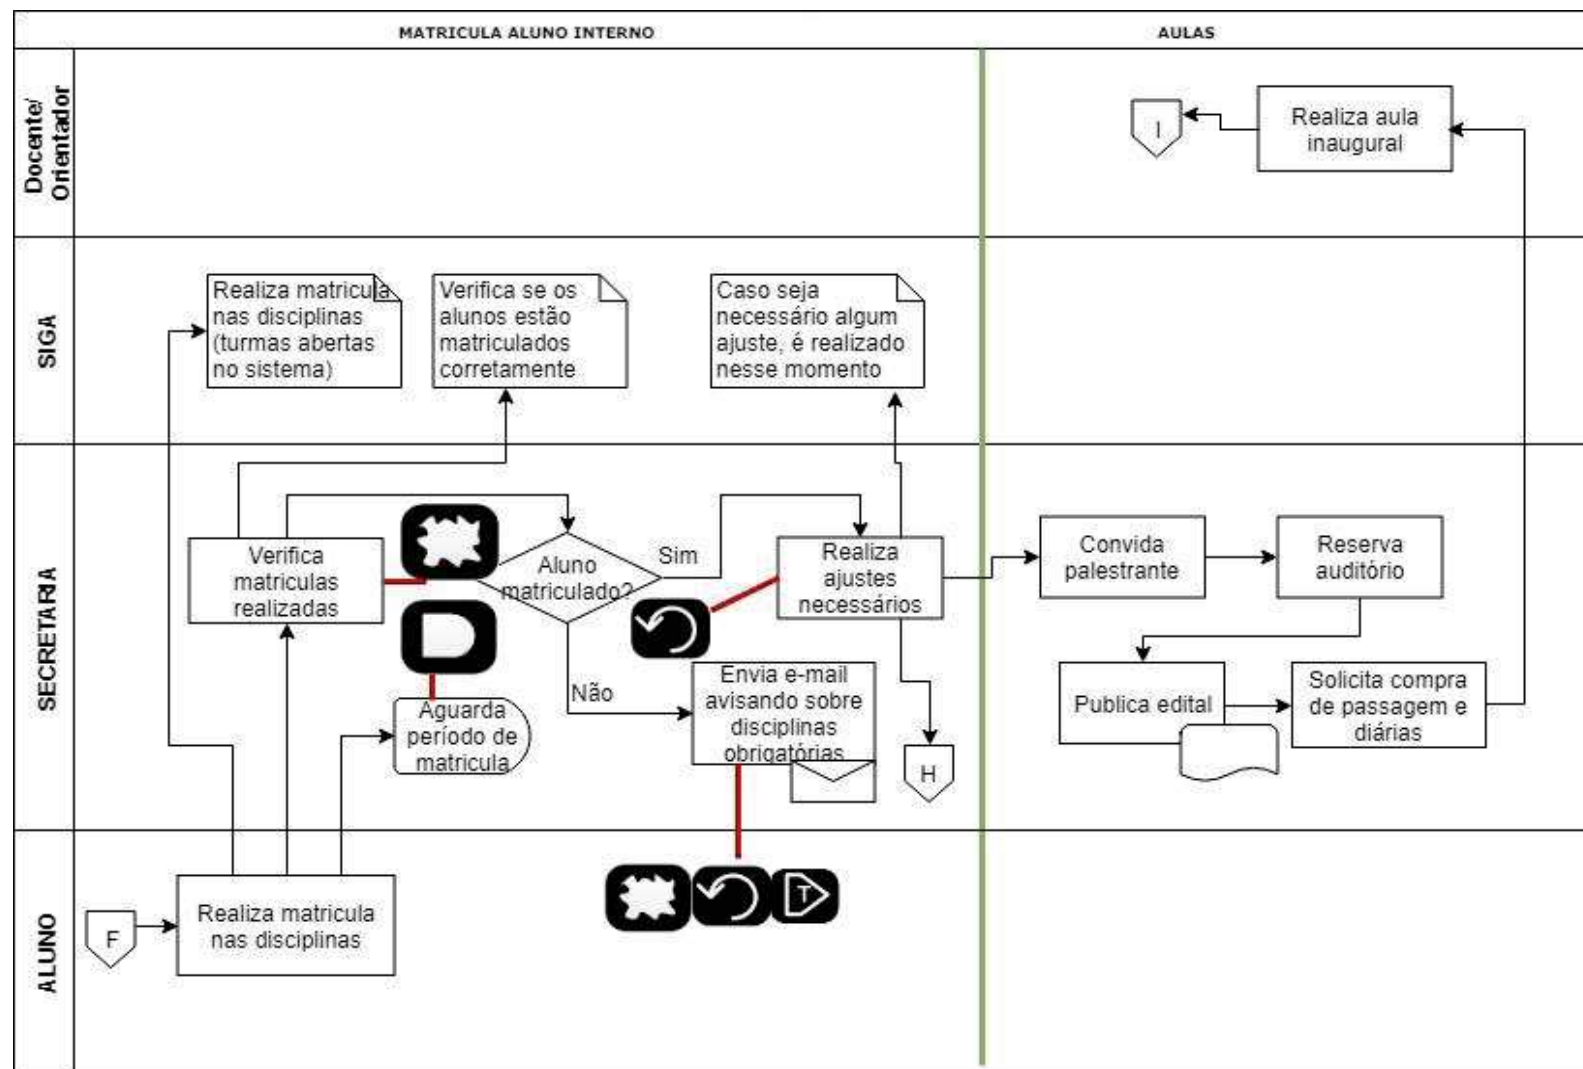 MATRICULA ALUNO INTERNO
AULAS
Docente/
Orientador
I
Realiza aula
inaugural
SIGA
Realiza matricula
nas disciplinas
(turmas abertas
no sistema)
Verifica se os
alunos estão
matriculados
corretamente
Caso seja
necessário algum
ajuste, é realizado
nesse momento
SECRETARIA
Verifica
matriculas
realizadas
Aluno
matriculado?
Sim
Realiza
ajustes
necessários
Convida
palestrante
Reserva
auditório
Aguarda
período de
matricula
Não
Envia e-mail
avisando sobre
disciplinas
obrigatórias
H
Publica edital
Solicita compra
de passagem e
diárias
ALUNO
F
Realiza matricula
nas disciplinas
T